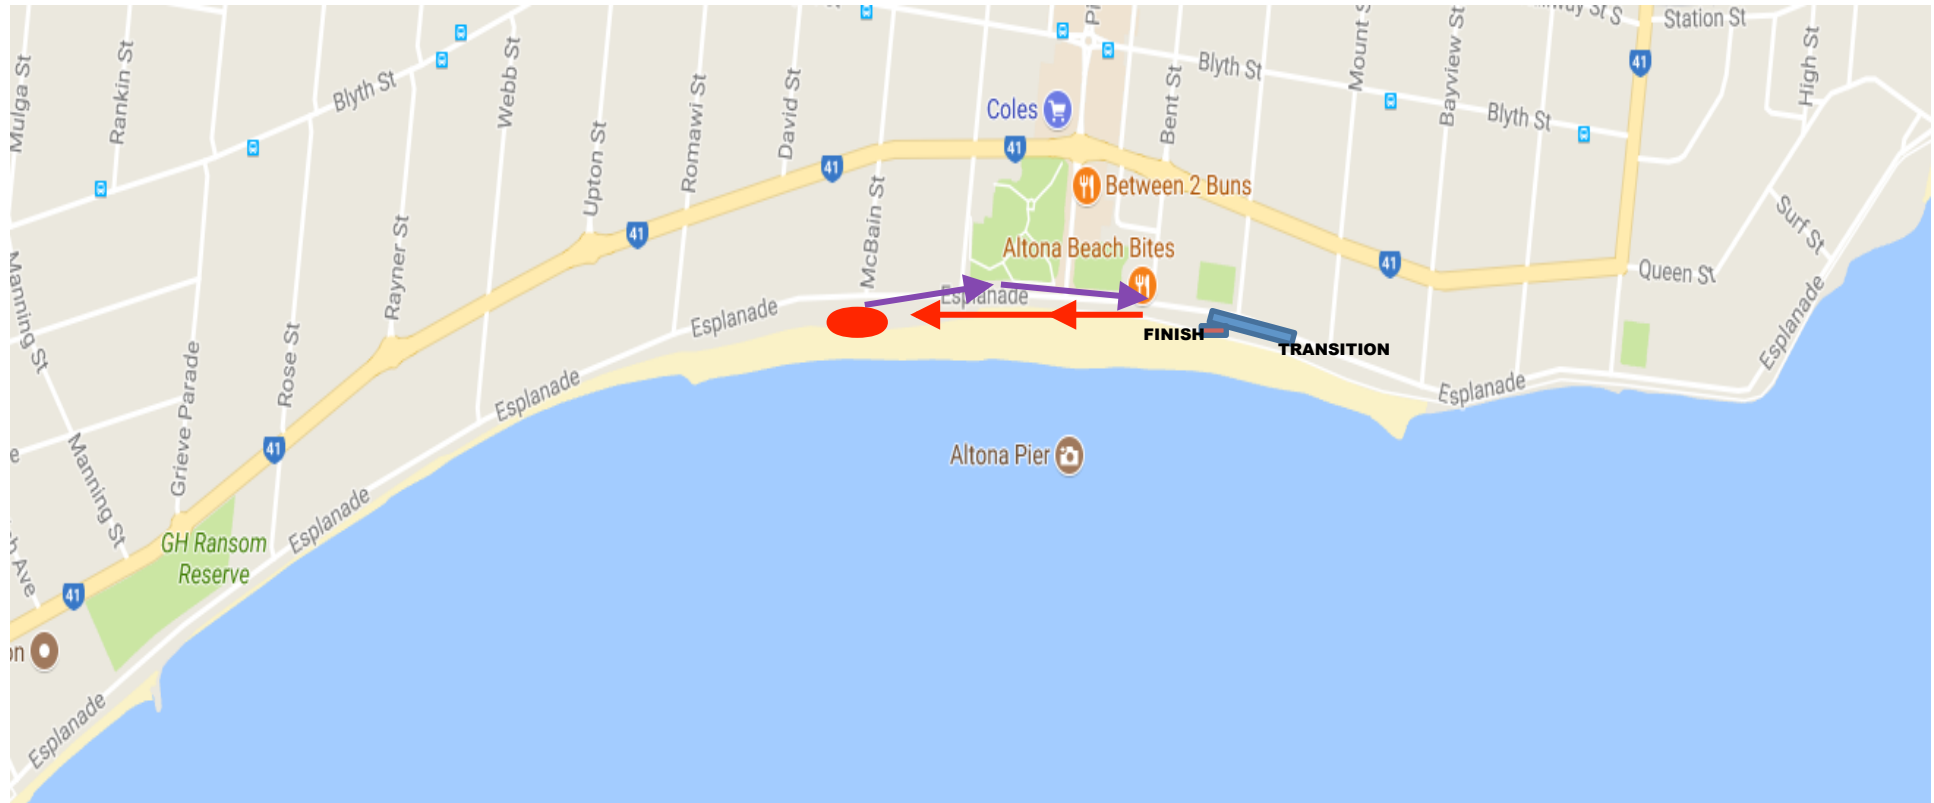 Station St
Mulga St
Rankin St
Blyth St
Webb St
Upton St
Romawi St
David St
Coles
Bent St
Blyth St
Mount S
Bayview St
Blyth St
High St
41
41
41
41
Between 2 Buns
McBain St
Altona Beach Bites
Surf St
Rayner St
41
Queen St
Manning St
Esplanade
Esplanade
Esplanade
FINISH
TRANSITION
Grieve Parade
Rose St
Esplanade
Esplanade
41
Manning St
Altona Pier
Esplanade
GH Ransom
Reserve
Ave
41
Esplanade